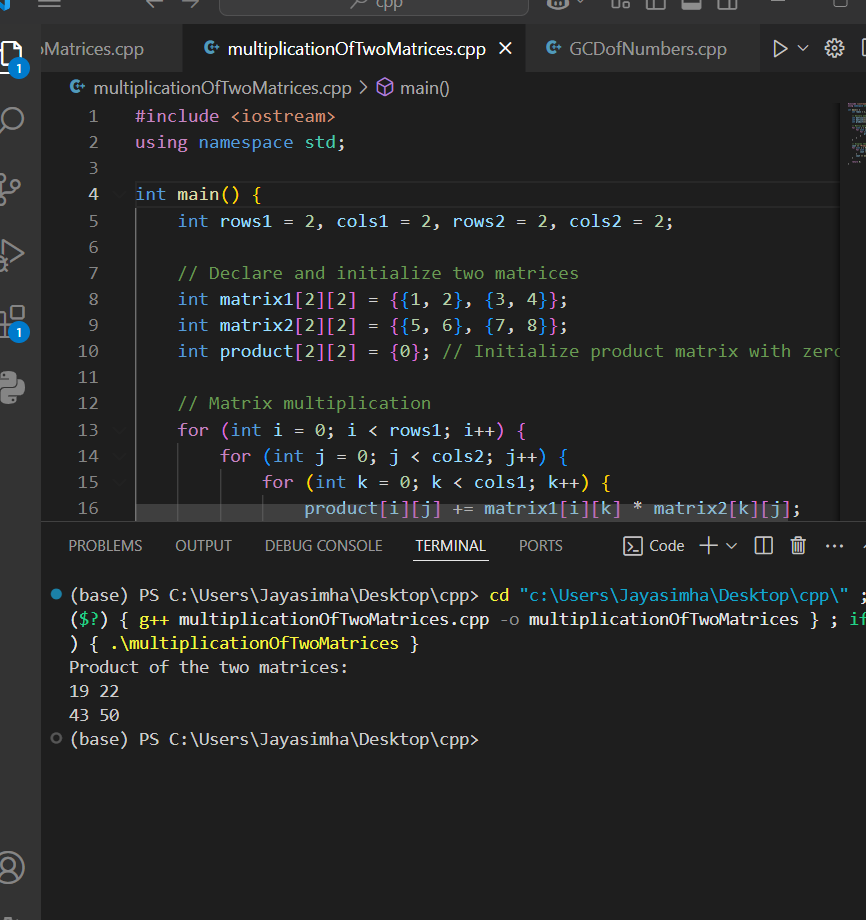 cpp
Matrices.cpp multiplicationOfTwoMatrices.cpp GCDofNumbers.cpp
1
multiplicationOfTwoMatrices.cpp > main()
1 #include <iostream>
2 using namespace std;
3
4 int main() {
5 int rows1 = 2, cols1 = 2, rows2 = 2, cols2 = 2;
6
7 // Declare and initialize two matrices
8 int matrix1[2][2] = {{1, 2}, {3, 4}};
9 int matrix2[2][2] = {{5, 6}, {7, 8}};
10 int product[2][2] = {0}; // Initialize product matrix with zero
11
12 // Matrix multiplication
13 for (int i = 0; i < rows1; i++) {
14 for (int j = 0; j < cols2; j++) {
15 for (int k = 0; k < cols1; k++) {
16 product[i][j] += matrix1[i][k] * matrix2[k][j];
1
PROBLEMS OUTPUT DEBUG CONSOLE TERMINAL PORTS Code
(base) PS C:\Users\Jayasimha\Desktop\cpp> cd "c:\Users\Jayasimha\Desktop\cpp\" ;
($?) { g++ multiplicationOfTwoMatrices.cpp -o multiplicationOfTwoMatrices } ; if
) { .\multiplicationOfTwoMatrices }
Product of the two matrices:
19 22
43 50
(base) PS C:\Users\Jayasimha\Desktop\cpp>